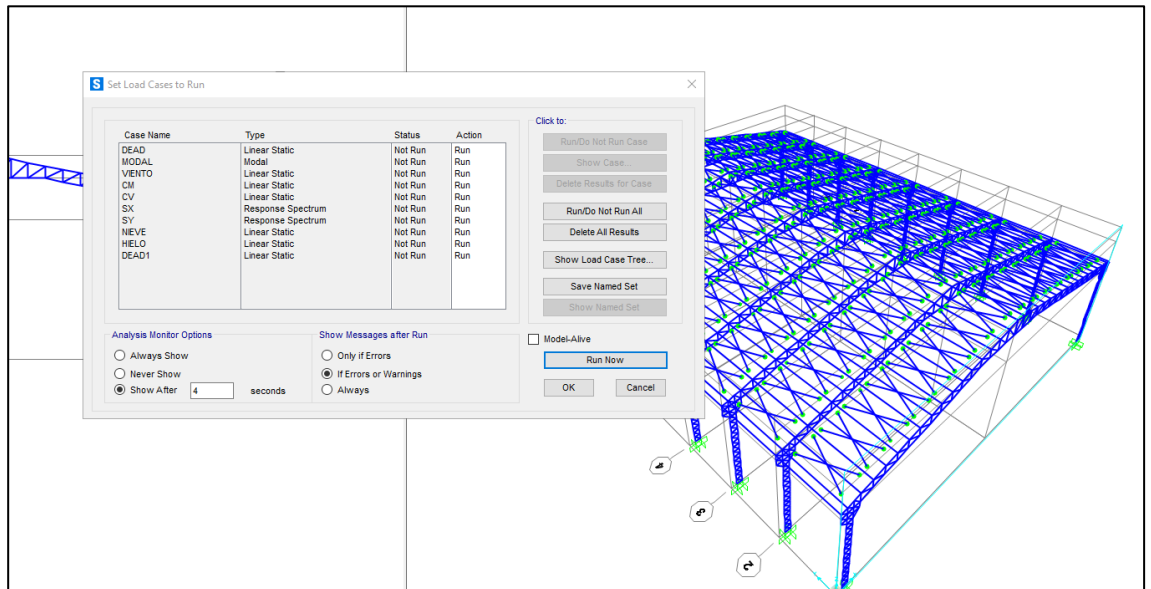 Set Load Cases to Run
Click to:
Case Name Type Status Action
DEAD Linear Static Not Run Run
MODAL Modal Not Run Run
VIENTO Linear Static Not Run Run
CM Linear Static Not Run Run
CV Linear Static Not Run Run
SX Response Spectrum Not Run Run
SY Response Spectrum Not Run Run
NIEVE Linear Static Not Run Run
HIELO Linear Static Not Run Run
DEAD1 Linear Static Not Run Run
Run/Do Not Run Case
Show Case...
Delete Results for Case
Run/Do Not Run All
Delete All Results
Show Load Case Tree...
Save Named Set
Show Named Set
Analysis Monitor Options
Always Show
Never Show
Show After 4 seconds
Show Messages after Run
Only if Errors
If Errors or Warnings
Always
Model-Alive
Run Now
OK Cancel